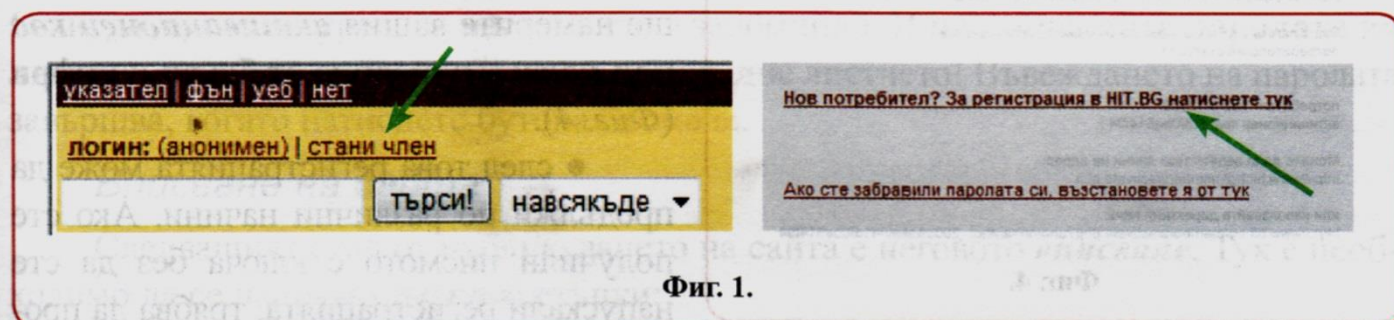 указател | фън | уеб | нет
логин: (анонимен) | стани член
търси! навсякъде
Нов потребител? За регистрация в HIT.BG натиснете тук
Ако сте забравили паролата си, възстановете я от тук
Фиг. 1.